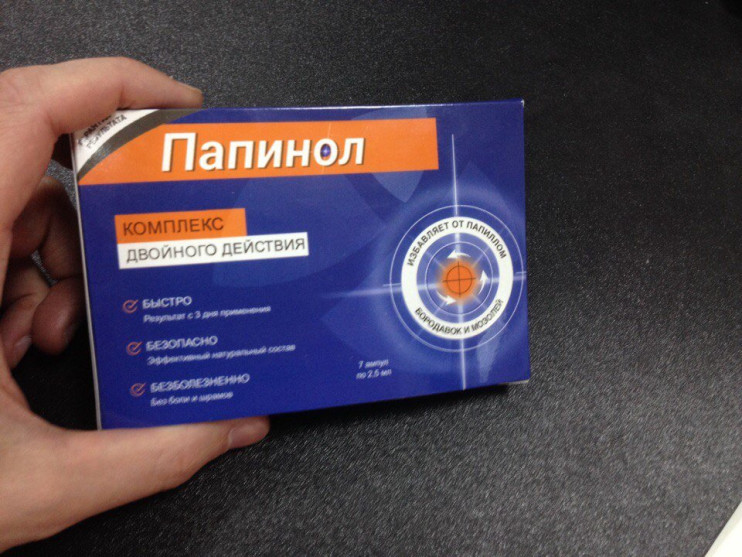 РЕЗУЛЬТАТА
Папинол
КОМПЛЕКС
ДВОЙНОГО ДЕЙСТВИЯ
БЫСТРО
Результат с 3 дня применения
БЕЗОПАСНО
Эффективный натуральный состав
БЕЗБОЛЕЗНЕННО
Без боли и шрамов
ИЗБАВЛЯЕТ ОТ ПАПИЛЛОМ
БОРОДАВОК И МОЗОЛЕЙ
7 ампул
по 2,5 мл